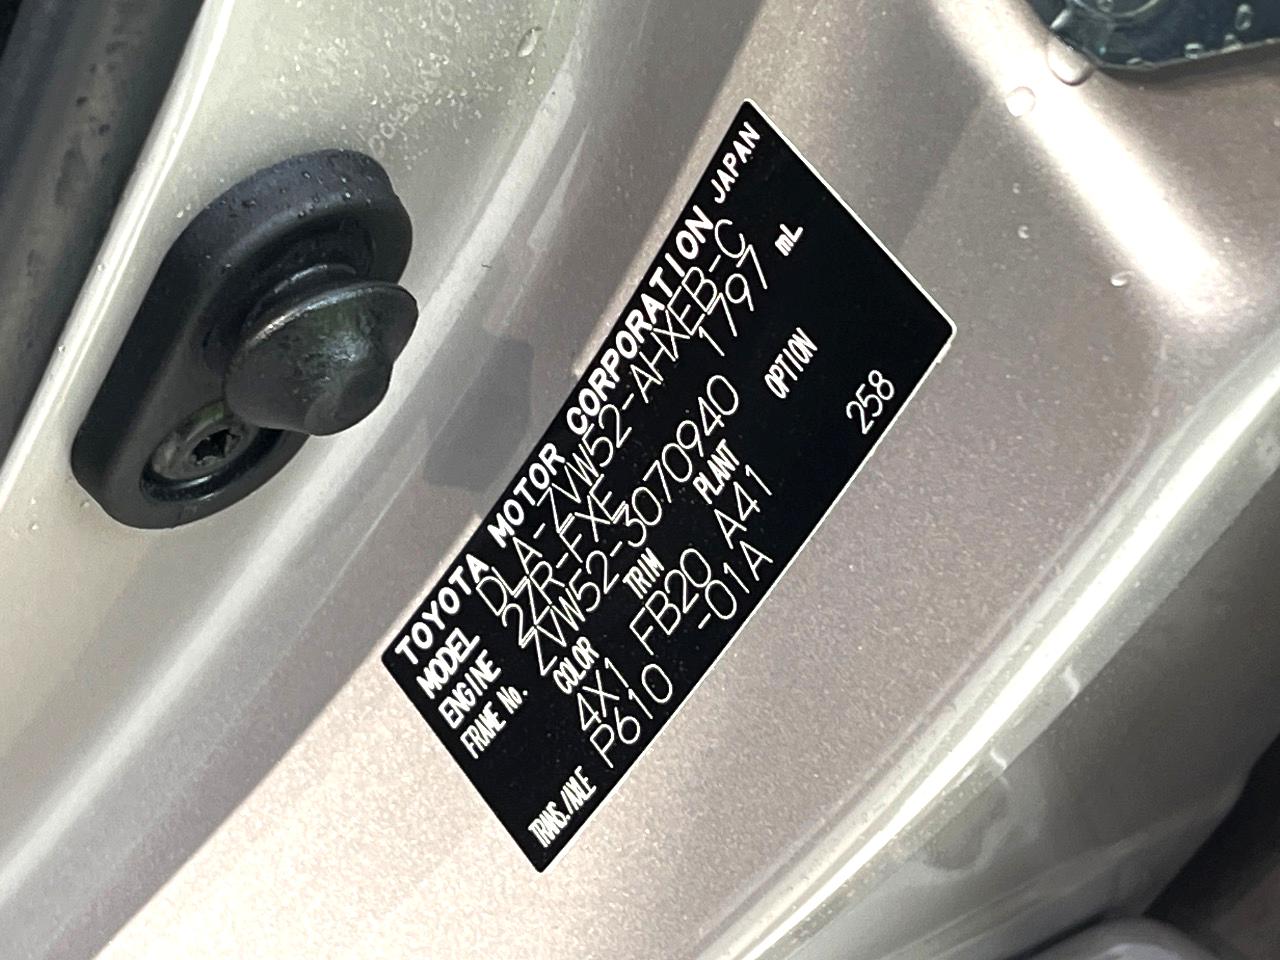 TOYOTA MOTOR CORPORATION JAPAN
MODEL DLA-ZVW52-AHXEB-C
ENGINE 2ZR-FXE 1797 mL
FRAME No. ZVW52-3070940
COLOR TRIM PLANT OPTION
4X1 FB20 A41 258
TRANS./AXLE P610 -01A